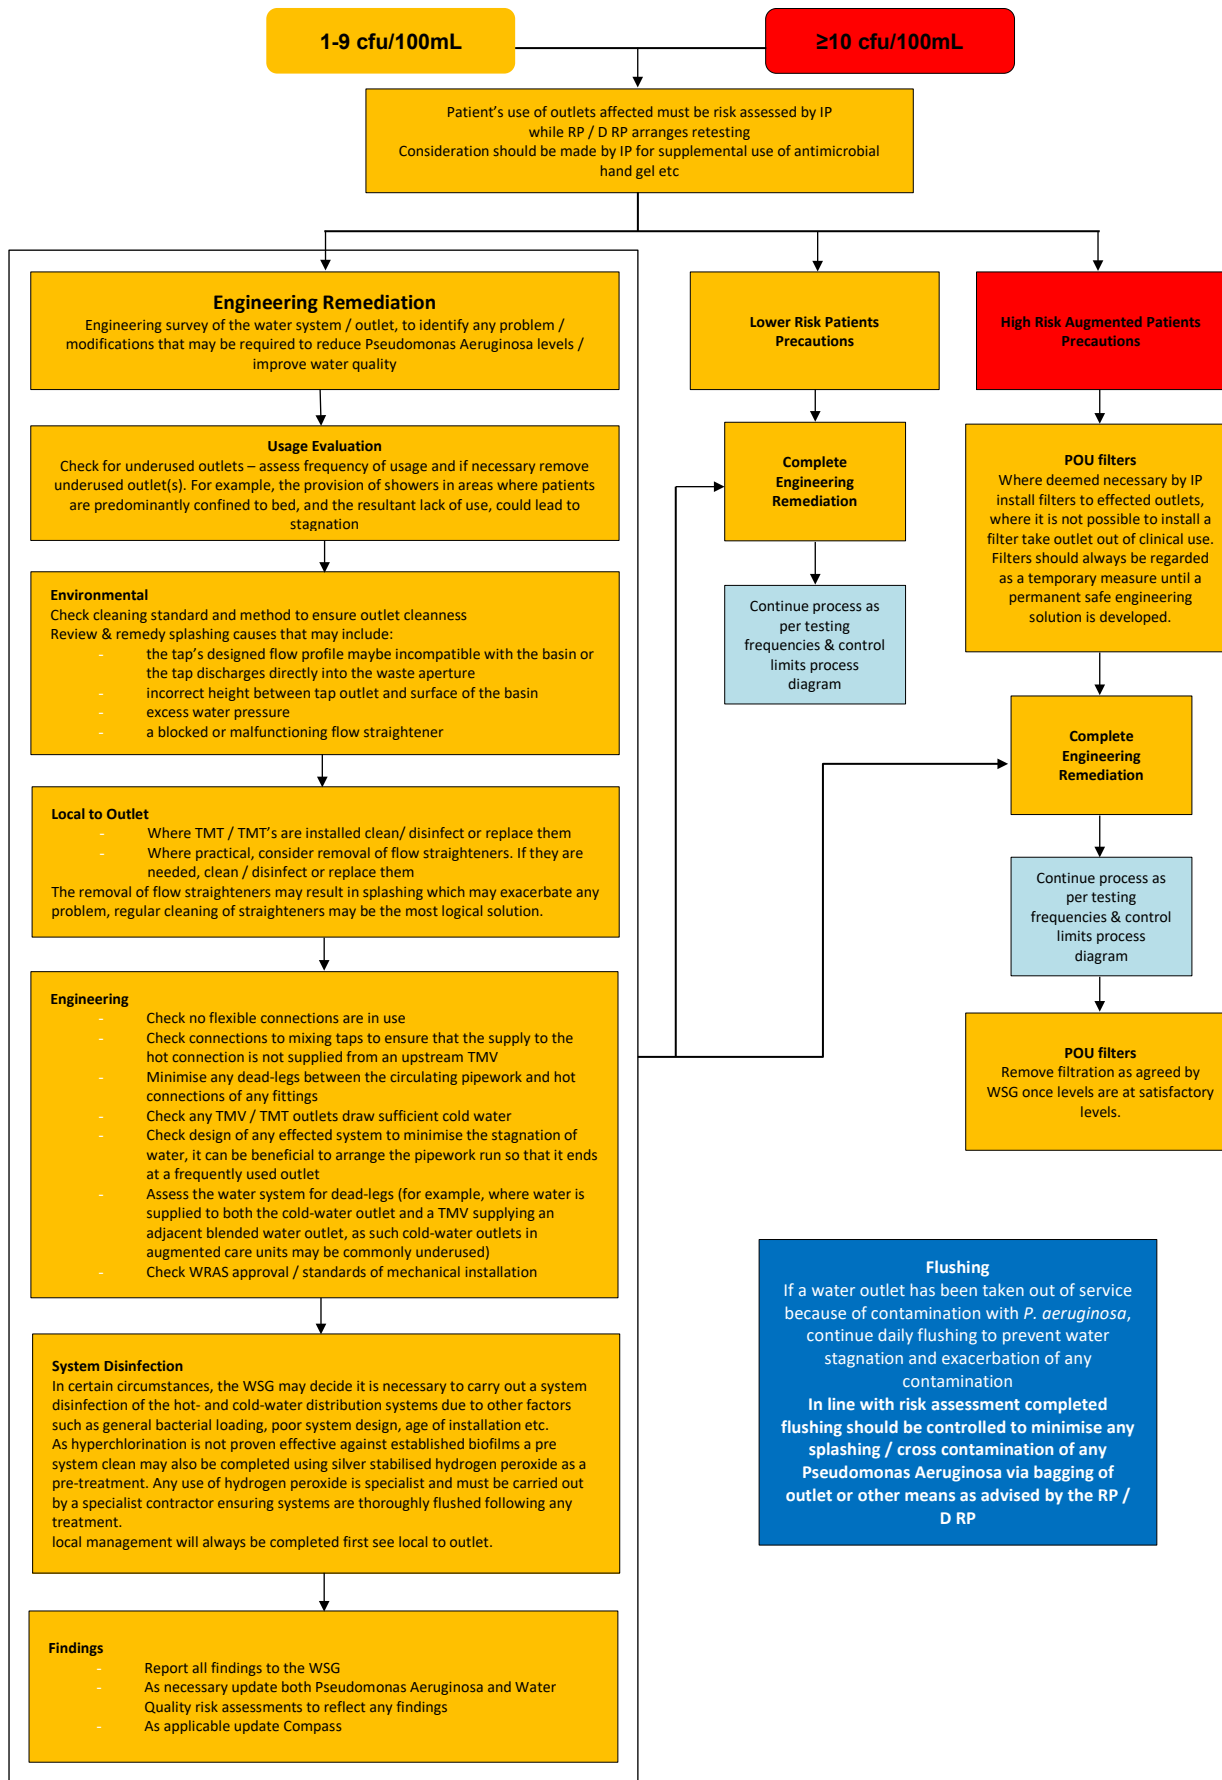 1-9 cfu/100mL
≥10 cfu/100mL
Patient’s use of outlets affected must be risk assessed by IP
while RP / D RP arranges retesting
Consideration should be made by IP for supplemental use of antimicrobial
hand gel etc
Engineering Remediation
Engineering survey of the water system / outlet, to identify any problem /
modifications that may be required to reduce Pseudomonas Aeruginosa levels /
improve water quality
Usage Evaluation
Check for underused outlets – assess frequency of usage and if necessary remove
underused outlet(s). For example, the provision of showers in areas where patients
are predominantly confined to bed, and the resultant lack of use, could lead to
stagnation
Environmental
Check cleaning standard and method to ensure outlet cleanness
Review & remedy splashing causes that may include:
- the tap’s designed flow profile maybe incompatible with the basin or
the tap discharges directly into the waste aperture
- incorrect height between tap outlet and surface of the basin
- excess water pressure
- a blocked or malfunctioning flow straightener
Local to Outlet
- Where TMT / TMT’s are installed clean/ disinfect or replace them
- Where practical, consider removal of flow straighteners. If they are
needed, clean / disinfect or replace them
The removal of flow straighteners may result in splashing which may exacerbate any
problem, regular cleaning of straighteners may be the most logical solution.
Engineering
- Check no flexible connections are in use
- Check connections to mixing taps to ensure that the supply to the
hot connection is not supplied from an upstream TMV
- Minimise any dead-legs between the circulating pipework and hot
connections of any fittings
- Check any TMV / TMT outlets draw sufficient cold water
- Check design of any effected system to minimise the stagnation of
water, it can be beneficial to arrange the pipework run so that it ends
at a frequently used outlet
- Assess the water system for dead-legs (for example, where water is
supplied to both the cold-water outlet and a TMV supplying an
adjacent blended water outlet, as such cold-water outlets in
augmented care units may be commonly underused)
- Check WRAS approval / standards of mechanical installation
System Disinfection
In certain circumstances, the WSG may decide it is necessary to carry out a system
disinfection of the hot- and cold-water distribution systems due to other factors
such as general bacterial loading, poor system design, age of installation etc.
As hyperchlorination is not proven effective against established biofilms a pre
system clean may also be completed using silver stabilised hydrogen peroxide as a
pre-treatment. Any use of hydrogen peroxide is specialist and must be carried out
by a specialist contractor ensuring systems are thoroughly flushed following any
treatment.
local management will always be completed first see local to outlet.
Findings
- Report all findings to the WSG
- As necessary update both Pseudomonas Aeruginosa and Water
Quality risk assessments to reflect any findings
- As applicable update Compass
Lower Risk Patients
Precautions
Complete
Engineering
Remediation
Continue process as
per testing
frequencies & control
limits process
diagram
High Risk Augmented Patients
Precautions
POU filters
Where deemed necessary by IP
install filters to effected outlets,
where it is not possible to install a
filter take outlet out of clinical use.
Filters should always be regarded
as a temporary measure until a
permanent safe engineering
solution is developed.
Complete
Engineering
Remediation
Continue process as
per testing
frequencies & control
limits process
diagram
POU filters
Remove filtration as agreed by
WSG once levels are at satisfactory
levels.
Flushing
If a water outlet has been taken out of service
because of contamination with P. aeruginosa,
continue daily flushing to prevent water
stagnation and exacerbation of any
contamination
In line with risk assessment completed
flushing should be controlled to minimise any
splashing / cross contamination of any
Pseudomonas Aeruginosa via bagging of
outlet or other means as advised by the RP /
D RP